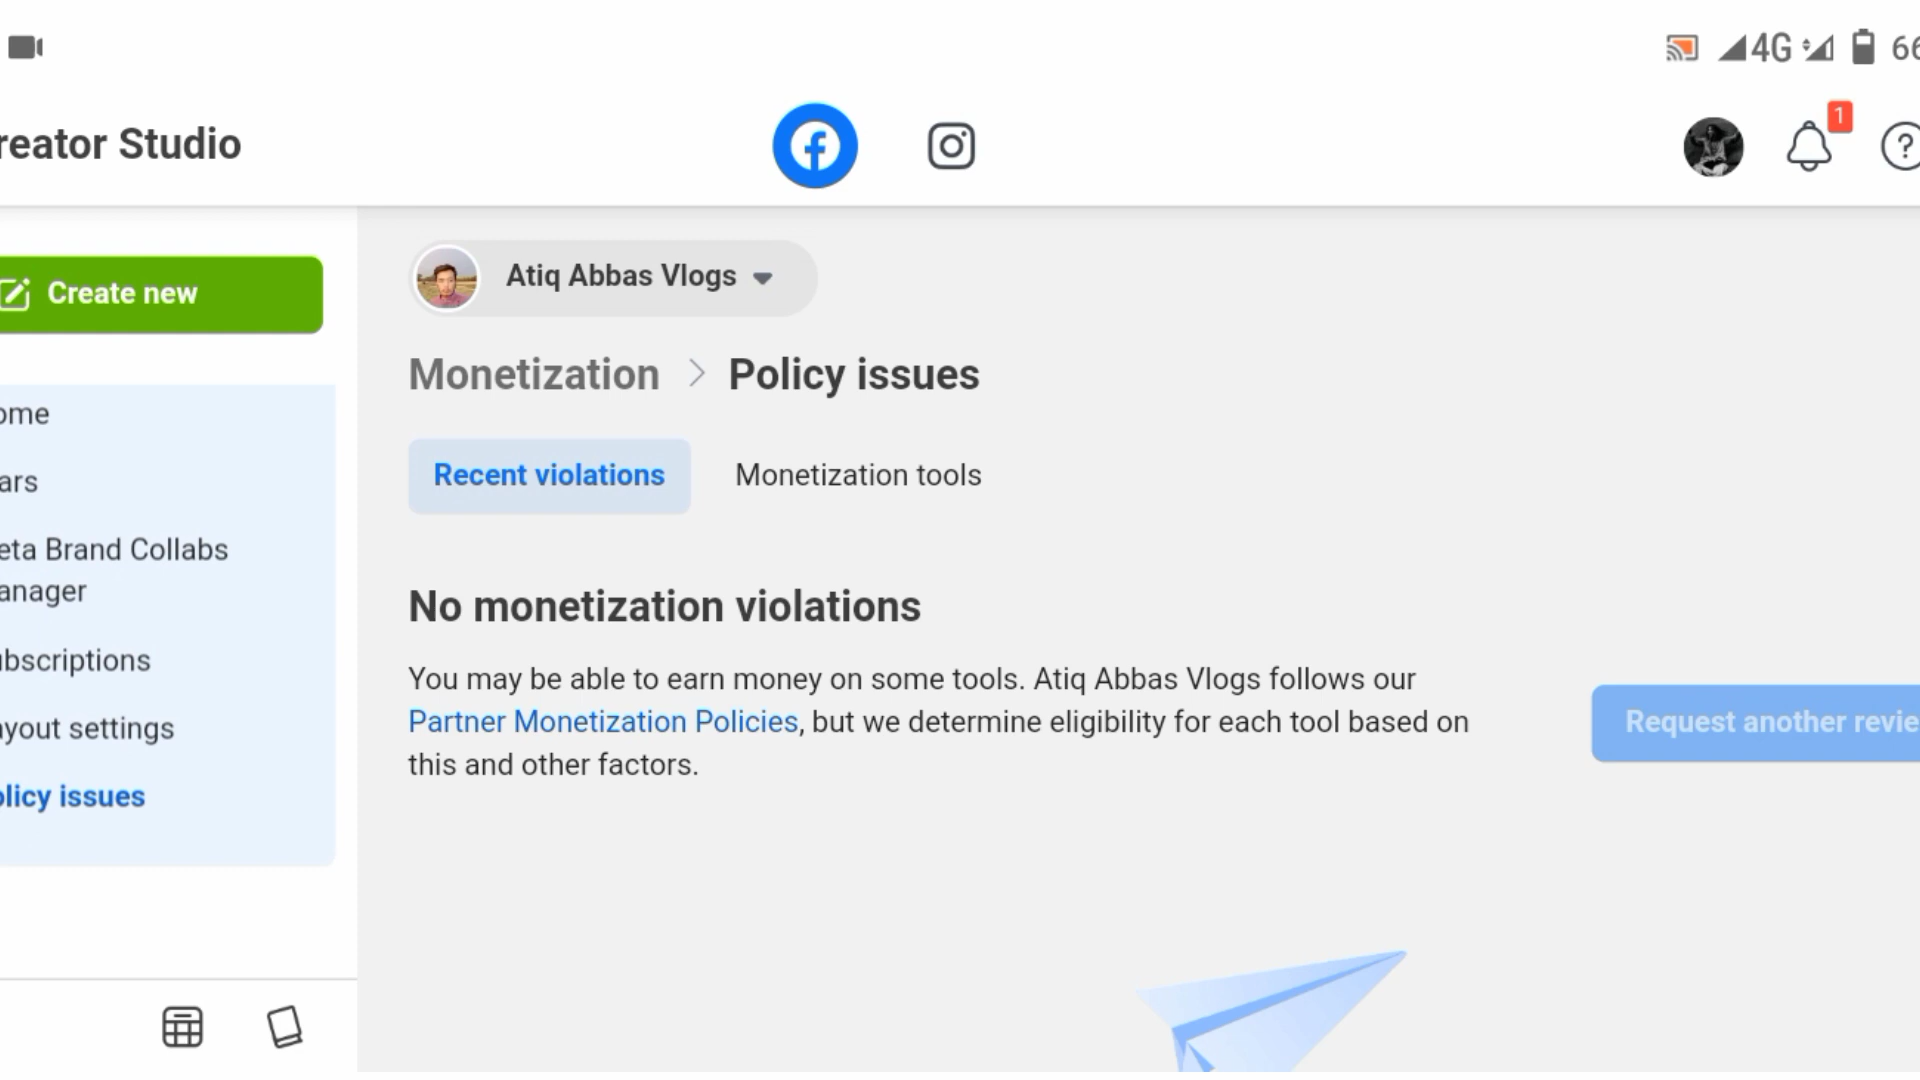 4G 66
reator Studio
1
?
Create new
Atiq Abbas Vlogs
Monetization > Policy issues
ome
Recent violations Monetization tools
ars
eta Brand Collabs
anager
No monetization violations
ubscriptions
You may be able to earn money on some tools. Atiq Abbas Vlogs follows our
Partner Monetization Policies, but we determine eligibility for each tool based on
this and other factors.
Request another revie
ayout settings
olicy issues